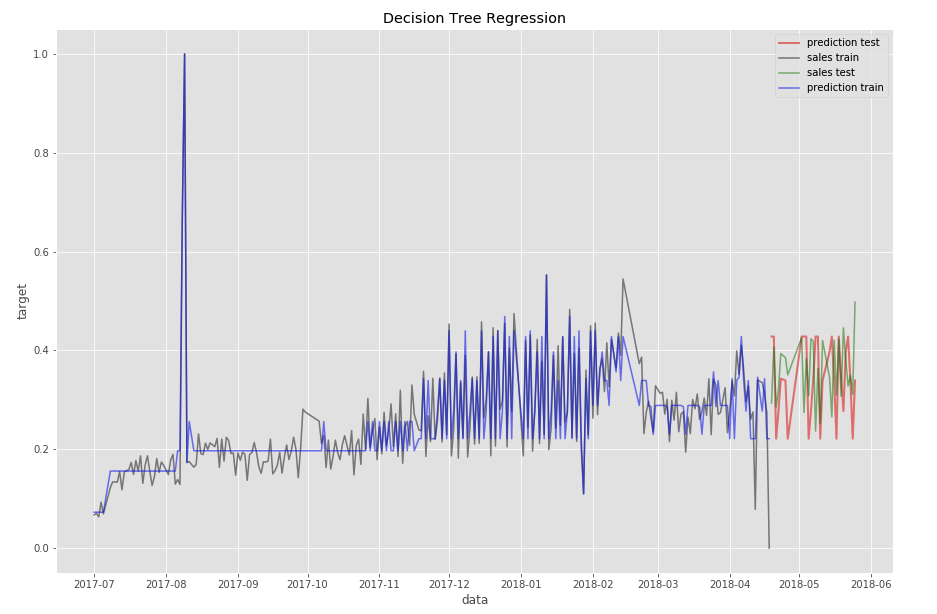 Decision Tree Regression
prediction test
sales train
sales test
prediction train
target
1.0
0.8
0.6
0.4
0.2
0.0
2017-07 2017-08 2017-09 2017-10 2017-11 2017-12 2018-01 2018-02 2018-03 2018-04 2018-05 2018-06
data